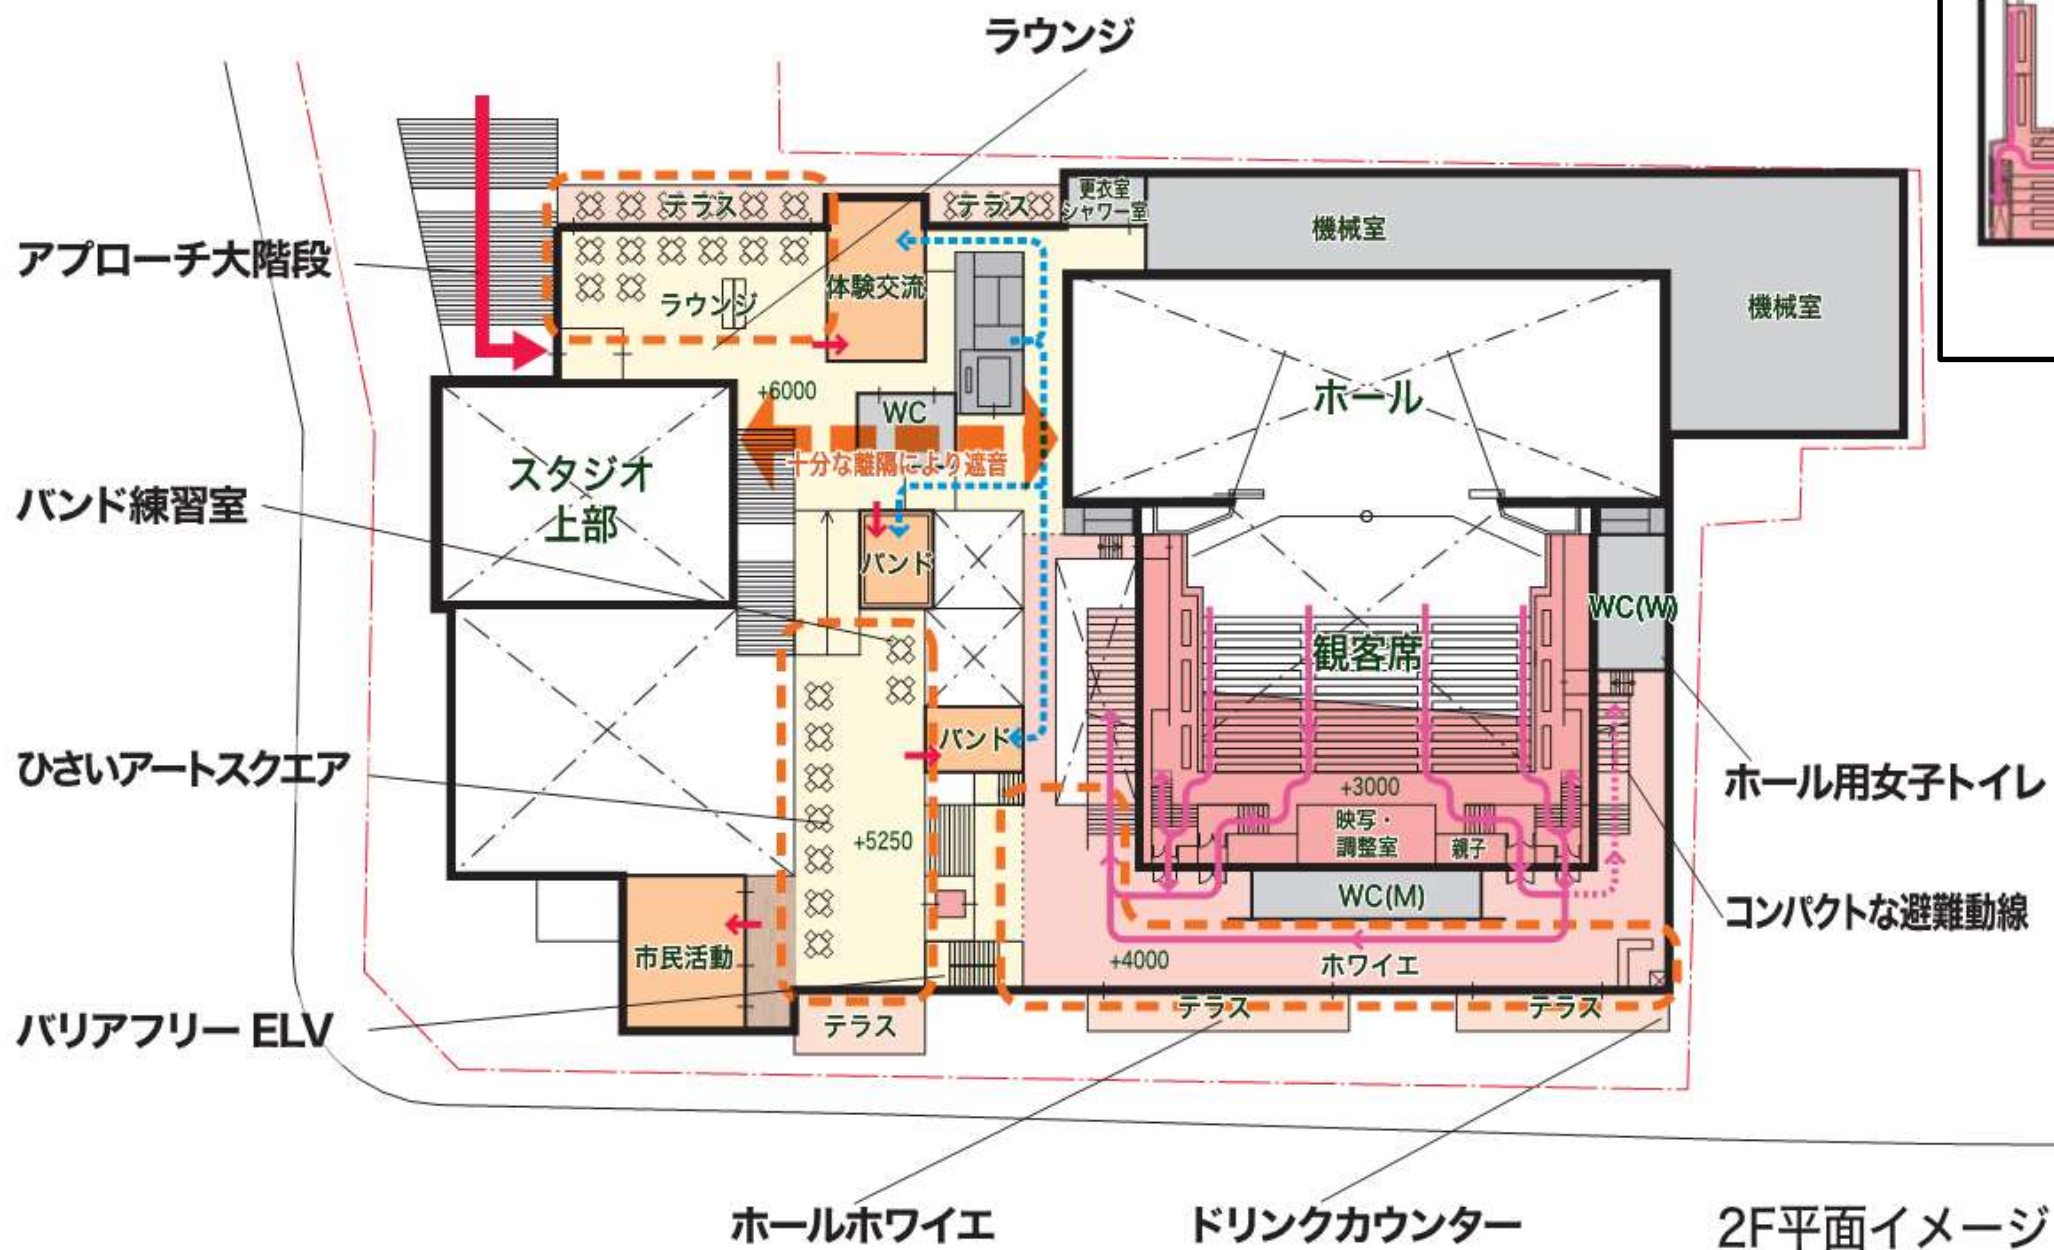 ラウンジ
アプローチ大階段
バンド練習室
ひさいアートスクエア
バリアフリー ELV
テラス
テラス
更衣室
シャワー室
機械室
機械室
ラウンジ
体験交流
+6000
WC
十分な離隔により遮音
ホール
スタジオ
上部
バンド
バンド
観客席
WC(W)
+3000
映写・
調整室
親子
WC(M)
+5250
市民活動
+4000
ホワイエ
テラス
テラス
テラス
ホール用女子トイレ
コンパクトな避難動線
ホールホワイエ
ドリンクカウンター
2F平面イメージ